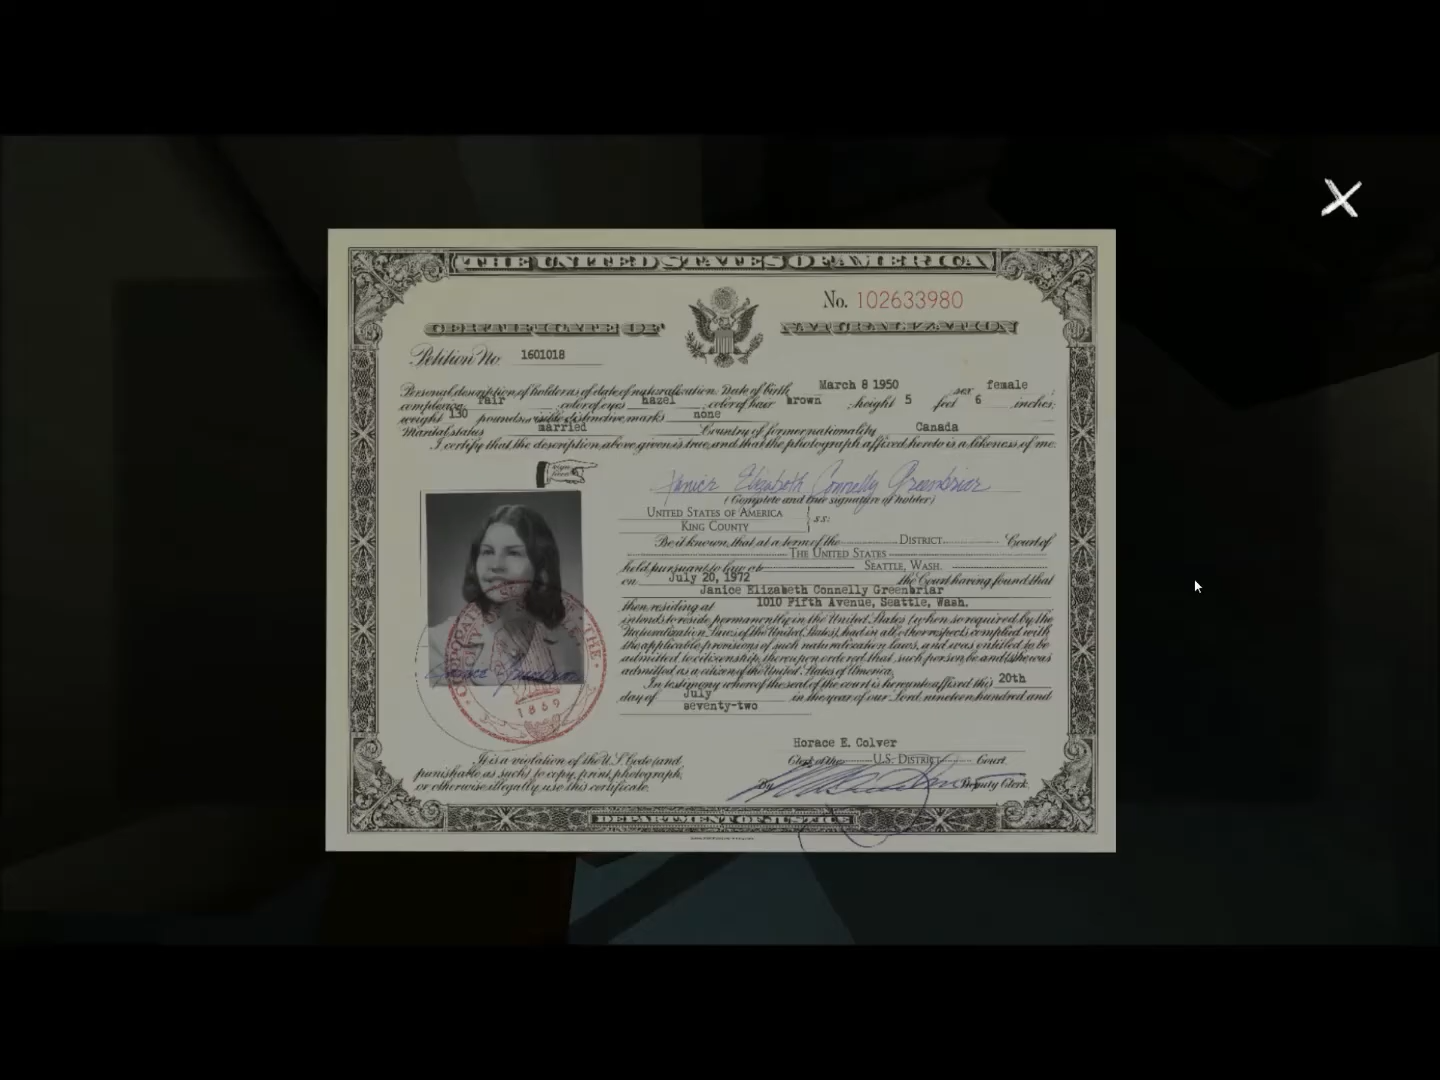 THE UNITED STATES OF AMERICA
No. 102633980
CERTIFICATE OF NATURALIZATION
Petition No 1601018
Personal description of holder as of date of naturalization: Date of birth March 8 1950 sex female ;
complexion fair color of eyes hazel color of hair brown ;height 5 feet 6 inches;
weight 130 pounds; visible distinctive marks none
Marital status married Country of former nationality Canada
I certify that the description above given is true, and that the photograph affixed hereto is a likeness of me.
Janice Elizabeth Connelly Greenbriar
(Complete and true signature of holder)
UNITED STATES OF AMERICA
KING COUNTY
ss:
Be it known, that at a term of the DISTRICT Court of
THE UNITED STATES
held pursuant to law at SEATTLE, WASH.
on July 20, 1972 the Court having found that
Janice Elizabeth Connelly Greenbriar
then residing at 1010 Fifth Avenue, Seattle, Wash.
intends to reside permanently in the United States (when so required by the
Naturalization Laws of the United States), had in all other respects complied with
the applicable provisions of such naturalization laws, and was entitled to be
admitted to citizenship, thereupon ordered that such person be and (s)he was
admitted as a citizen of the United States of America.
In testimony whereof the seal of the court is hereunto affixed this 20th
day of July in the year of our Lord nineteen hundred and
seventy-two
1869
It is a violation of the U.S. Code (and
punishable as such) to copy, print, photograph,
or otherwise illegally use this certificate.
Horace E. Colver
Clerk of the U.S. DISTRICT Court
By Deputy Clerk
DEPARTMENT OF JUSTICE